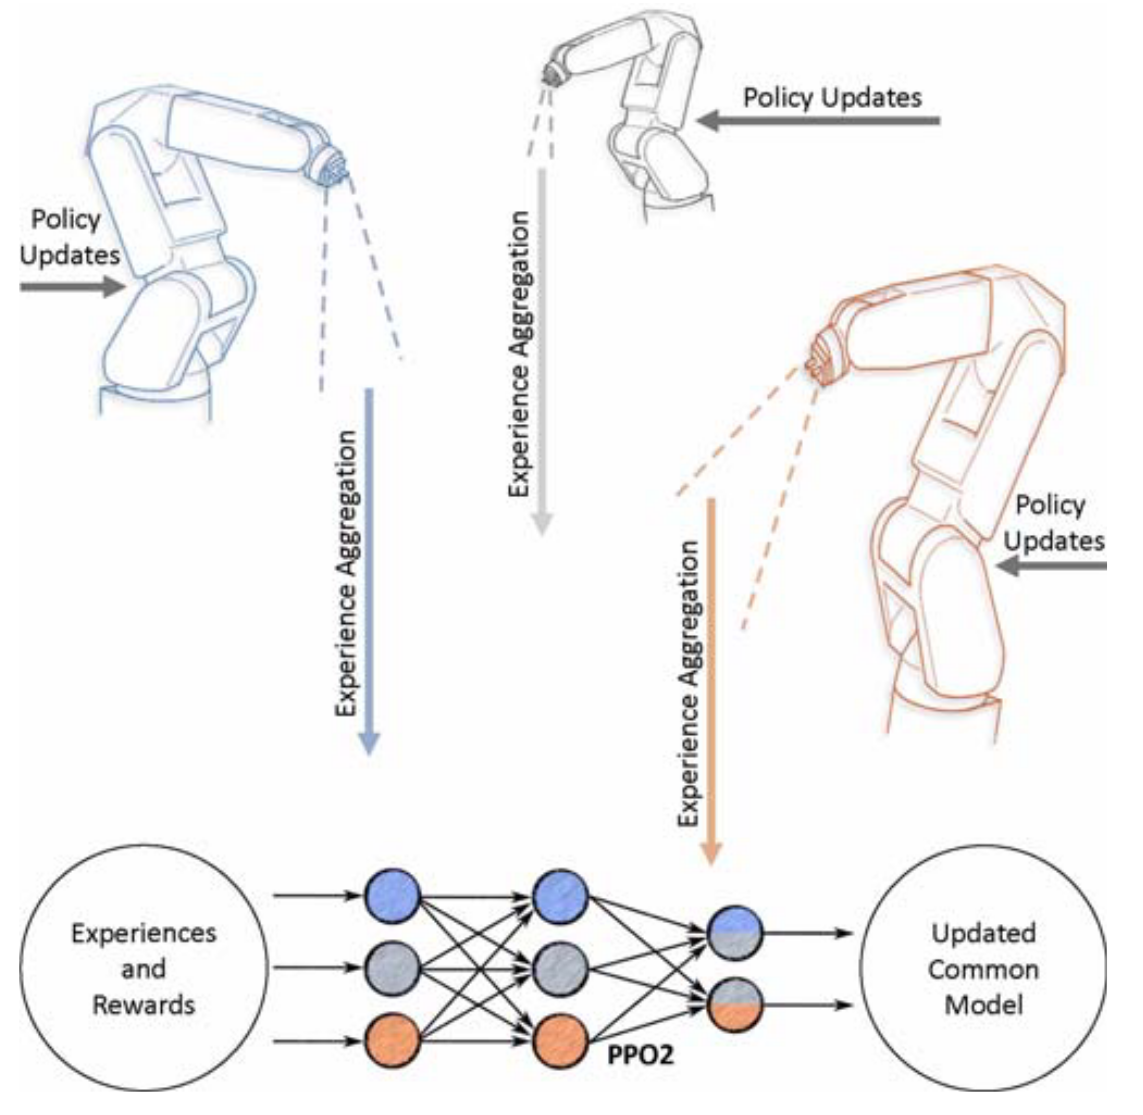 Policy Updates
Policy
Updates
Experience Aggregation
Experience Aggregation
Policy
Updates
Experience Aggregation
Experiences
and
Rewards
PPO2
Updated
Common
Model